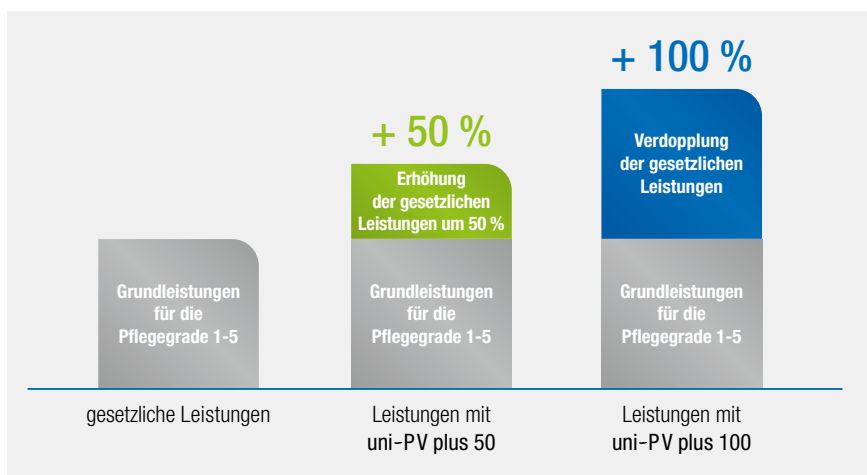 + 100 %
+ 50 %
Verdopplung
der gesetzlichen
Leistungen
Erhöhung
der gesetzlichen
Leistungen um 50 %
Grundleistungen
für die
Pflegegrade 1-5
Grundleistungen
für die
Pflegegrade 1-5
Grundleistungen
für die
Pflegegrade 1-5
gesetzliche Leistungen
Leistungen mit
uni-PV plus 50
Leistungen mit
uni-PV plus 100